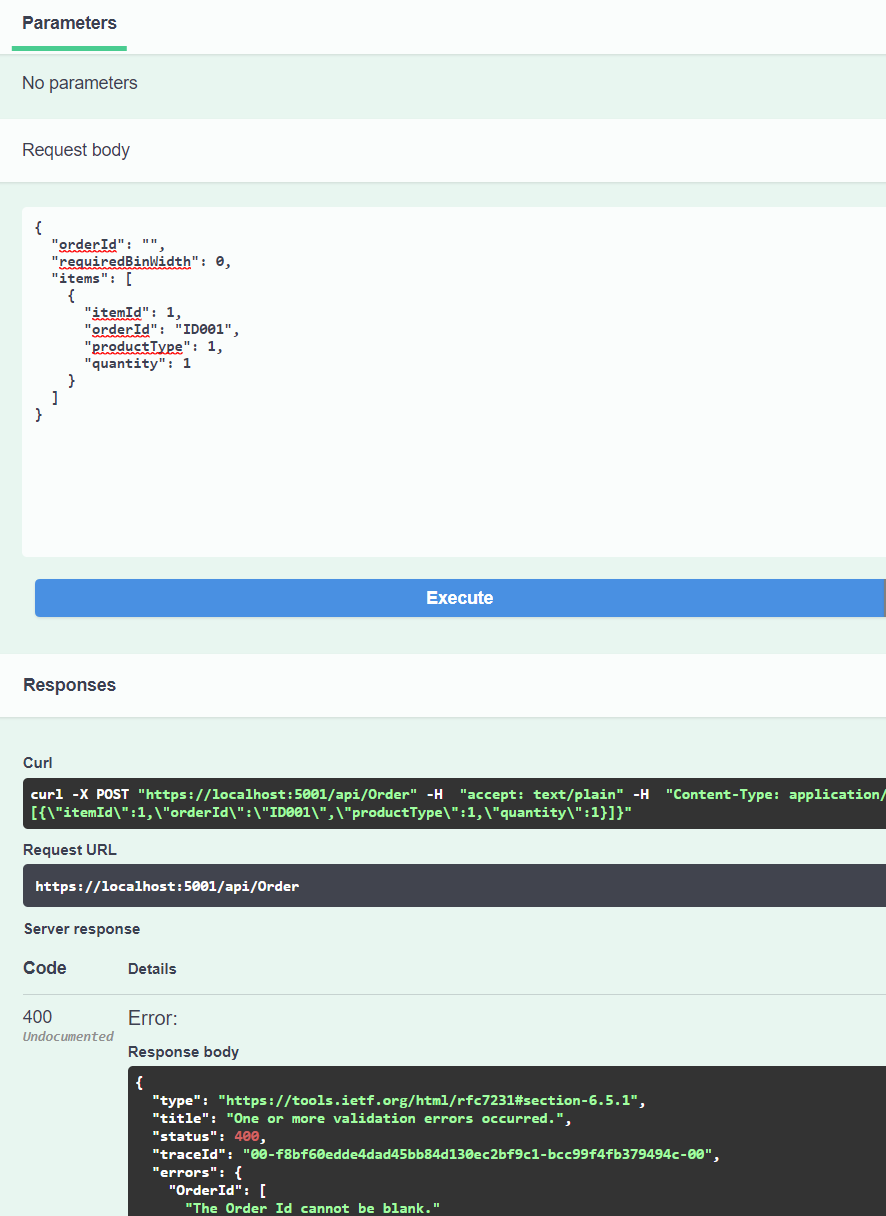 Parameters
No parameters
Request body
{
"orderId": "",
"requiredBinWidth": 0,
"items": [
{
"itemId": 1,
"orderId": "ID001",
"productType": 1,
"quantity": 1
}
]
}
Execute
Responses
Curl
curl -X POST "https://localhost:5001/api/Order" -H  "accept: text/plain" -H  "Content-Type: application/
[{\"itemId\":1,\"orderId\":\"ID001\",\"productType\":1,\"quantity\":1}]}"
Request URL
https://localhost:5001/api/Order
Server response
Code Details
400 Error:
Undocumented
Response body
{
"type": "https://tools.ietf.org/html/rfc7231#section-6.5.1",
"title": "One or more validation errors occurred.",
"status": 400,
"traceId": "00-f8bf60edde4dad45bb84d130ec2bf9c1-bcc99f4fb379494c-00",
"errors": {
"OrderId": [
"The Order Id cannot be blank."